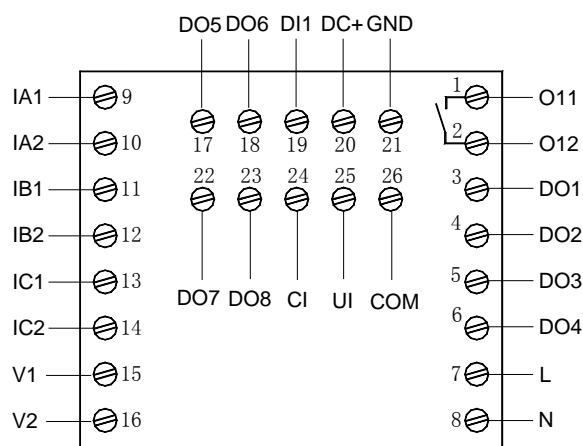 DO5 DO6 DI1 DC+ GND
IA1 9 1 O11
17 18 19 20 21
IA2 10 2 O12
22 23 24 25 26
IB1 11 3 DO1
IB2 12 4 DO2
DO7 DO8 CI UI COM
IC1 13 5 DO3
IC2 14 6 DO4
V1 15 7 L
V2 16 8 N